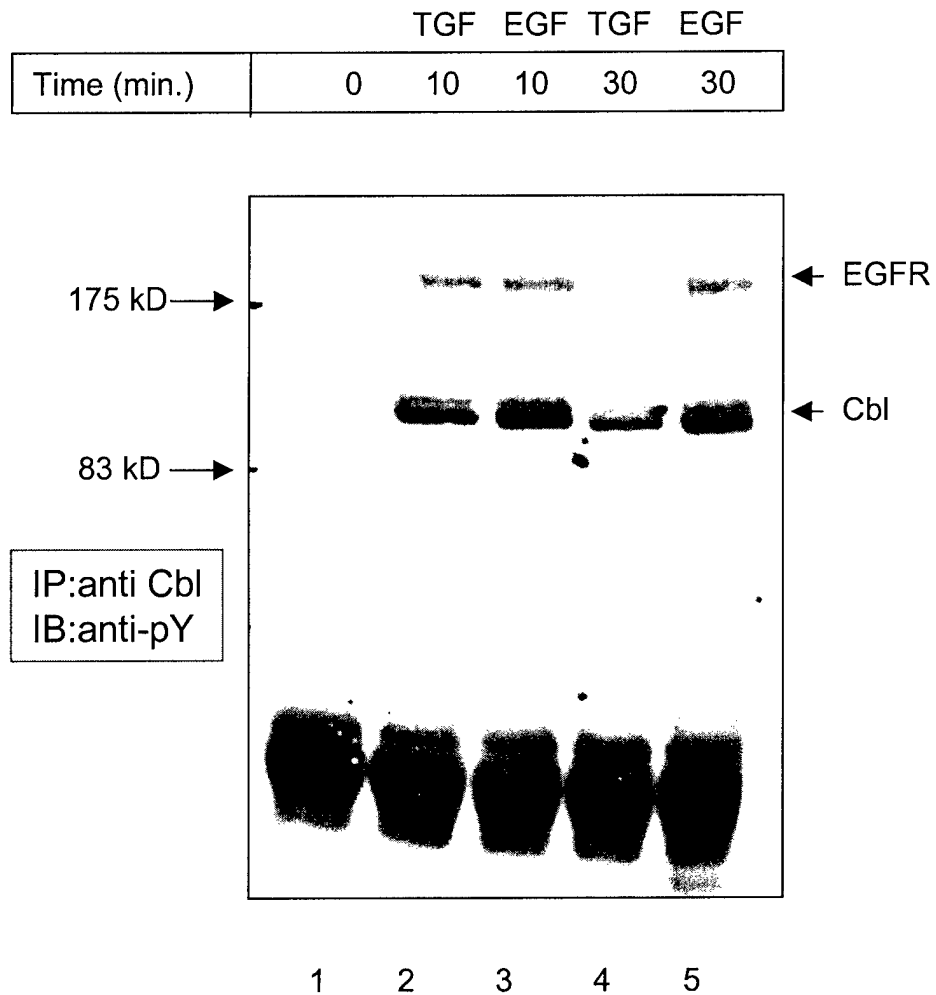 TGF EGF TGF EGF
Time (min.) 0 10 10 30 30
EGFR
175 kD
Cbl
83 kD
IP:anti Cbl
IB:anti-pY
1 2 3 4 5